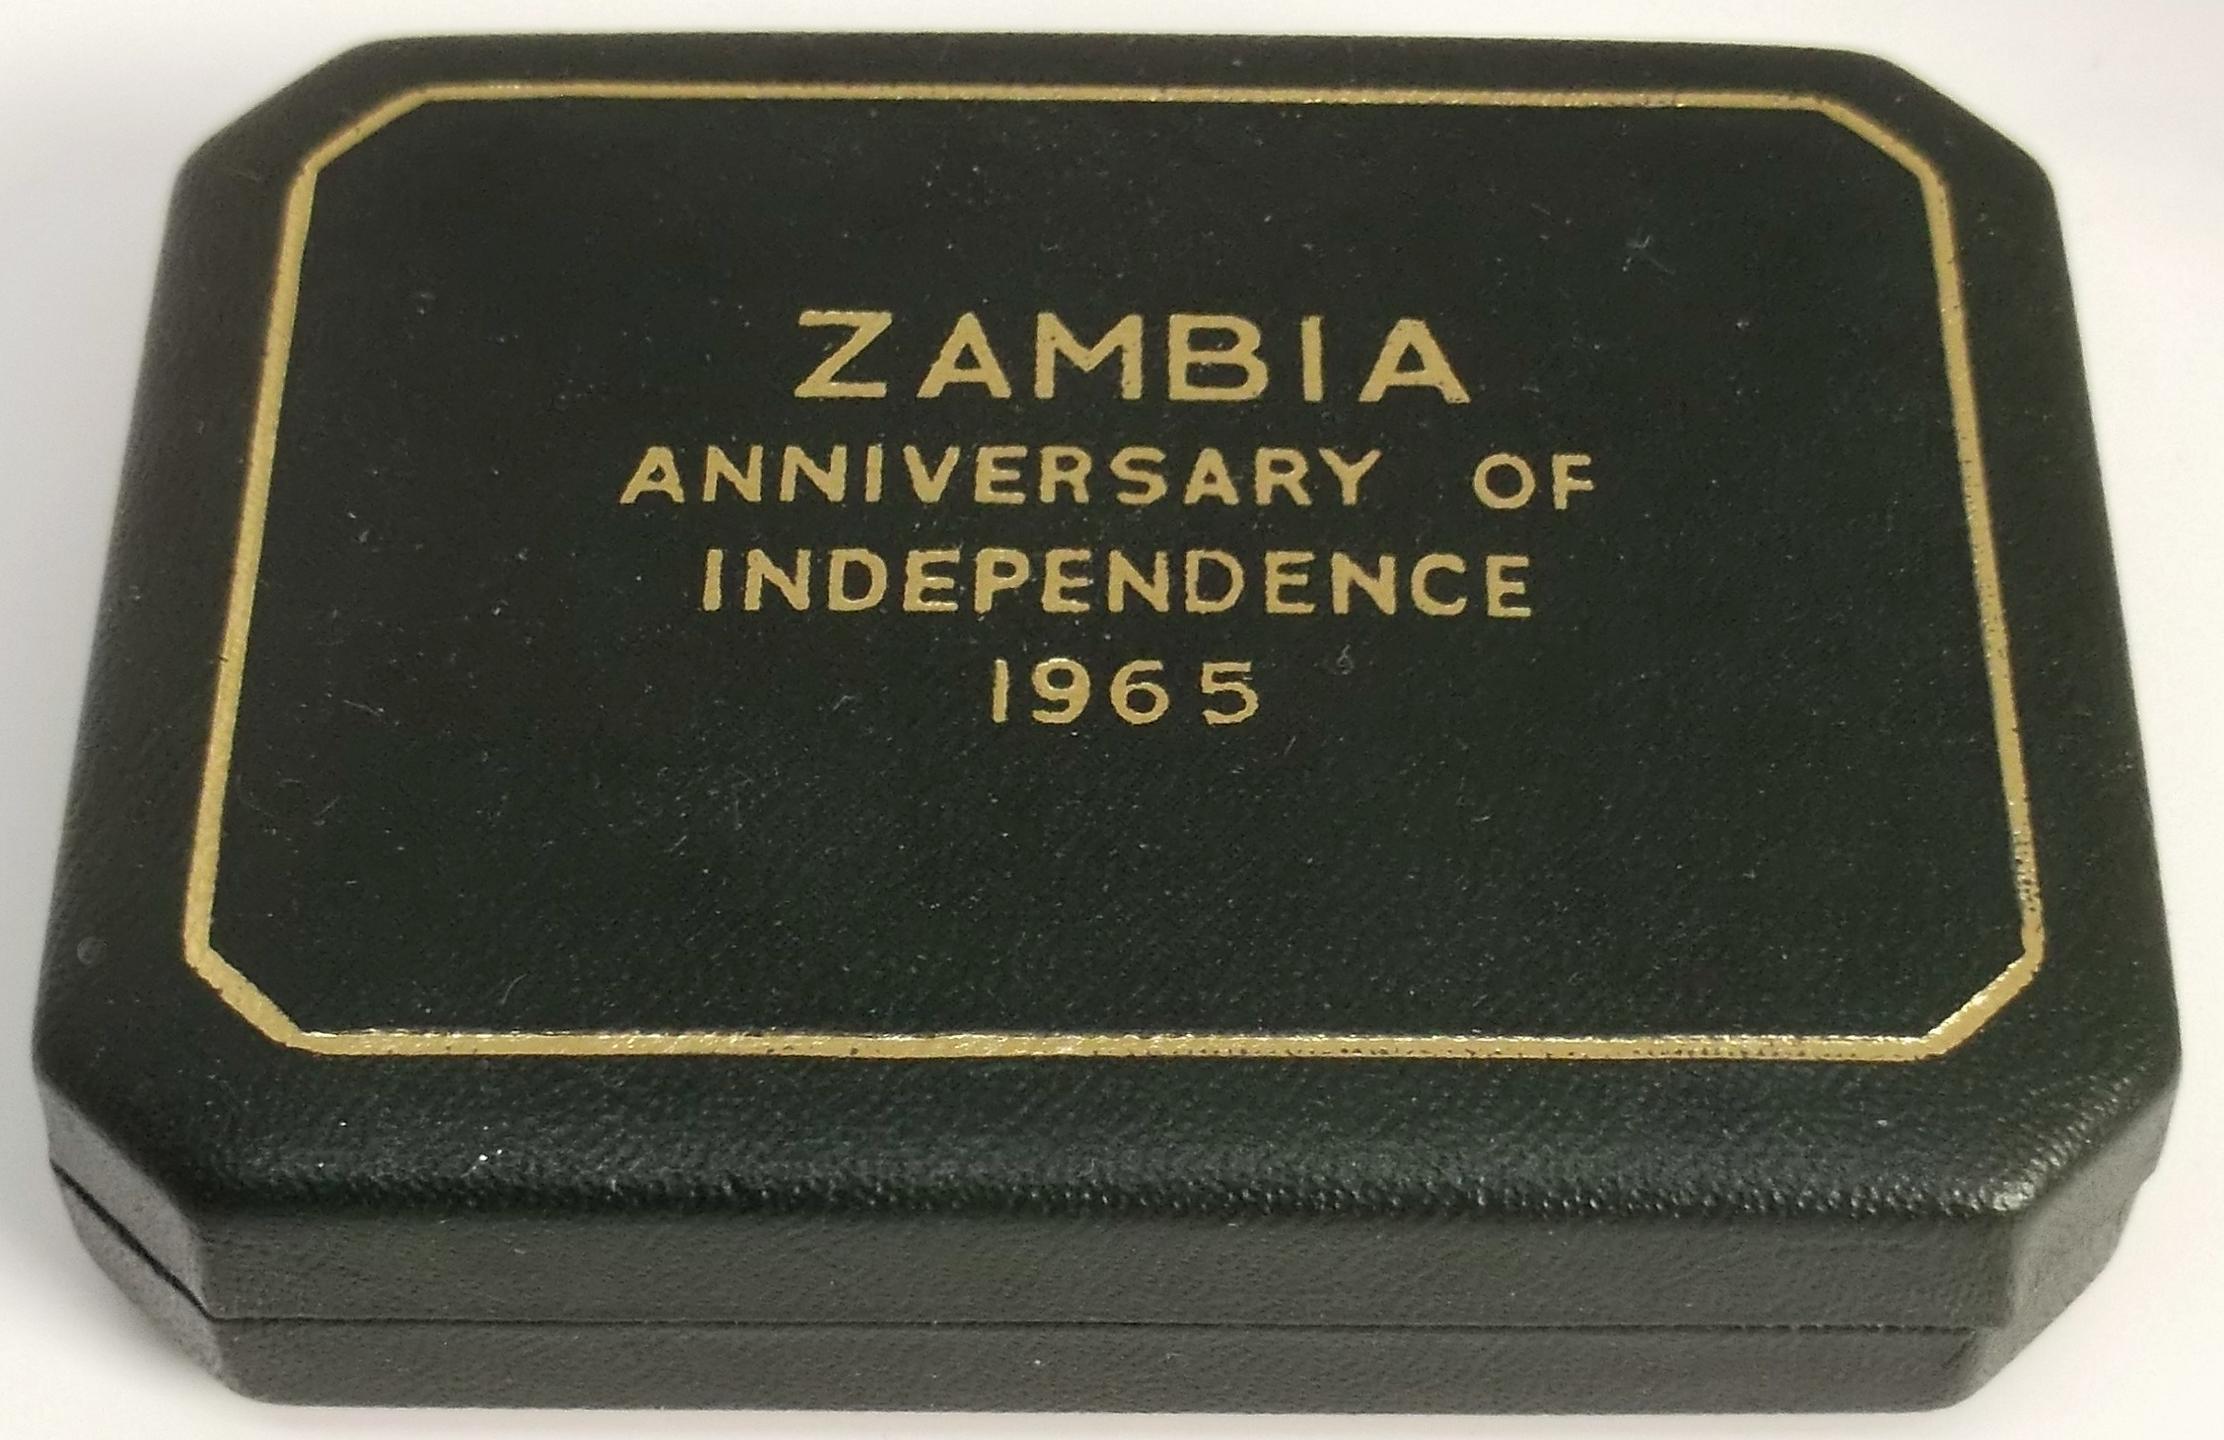 ZAMBIA
ANNIVERSARY OF
INDEPENDENCE
1965